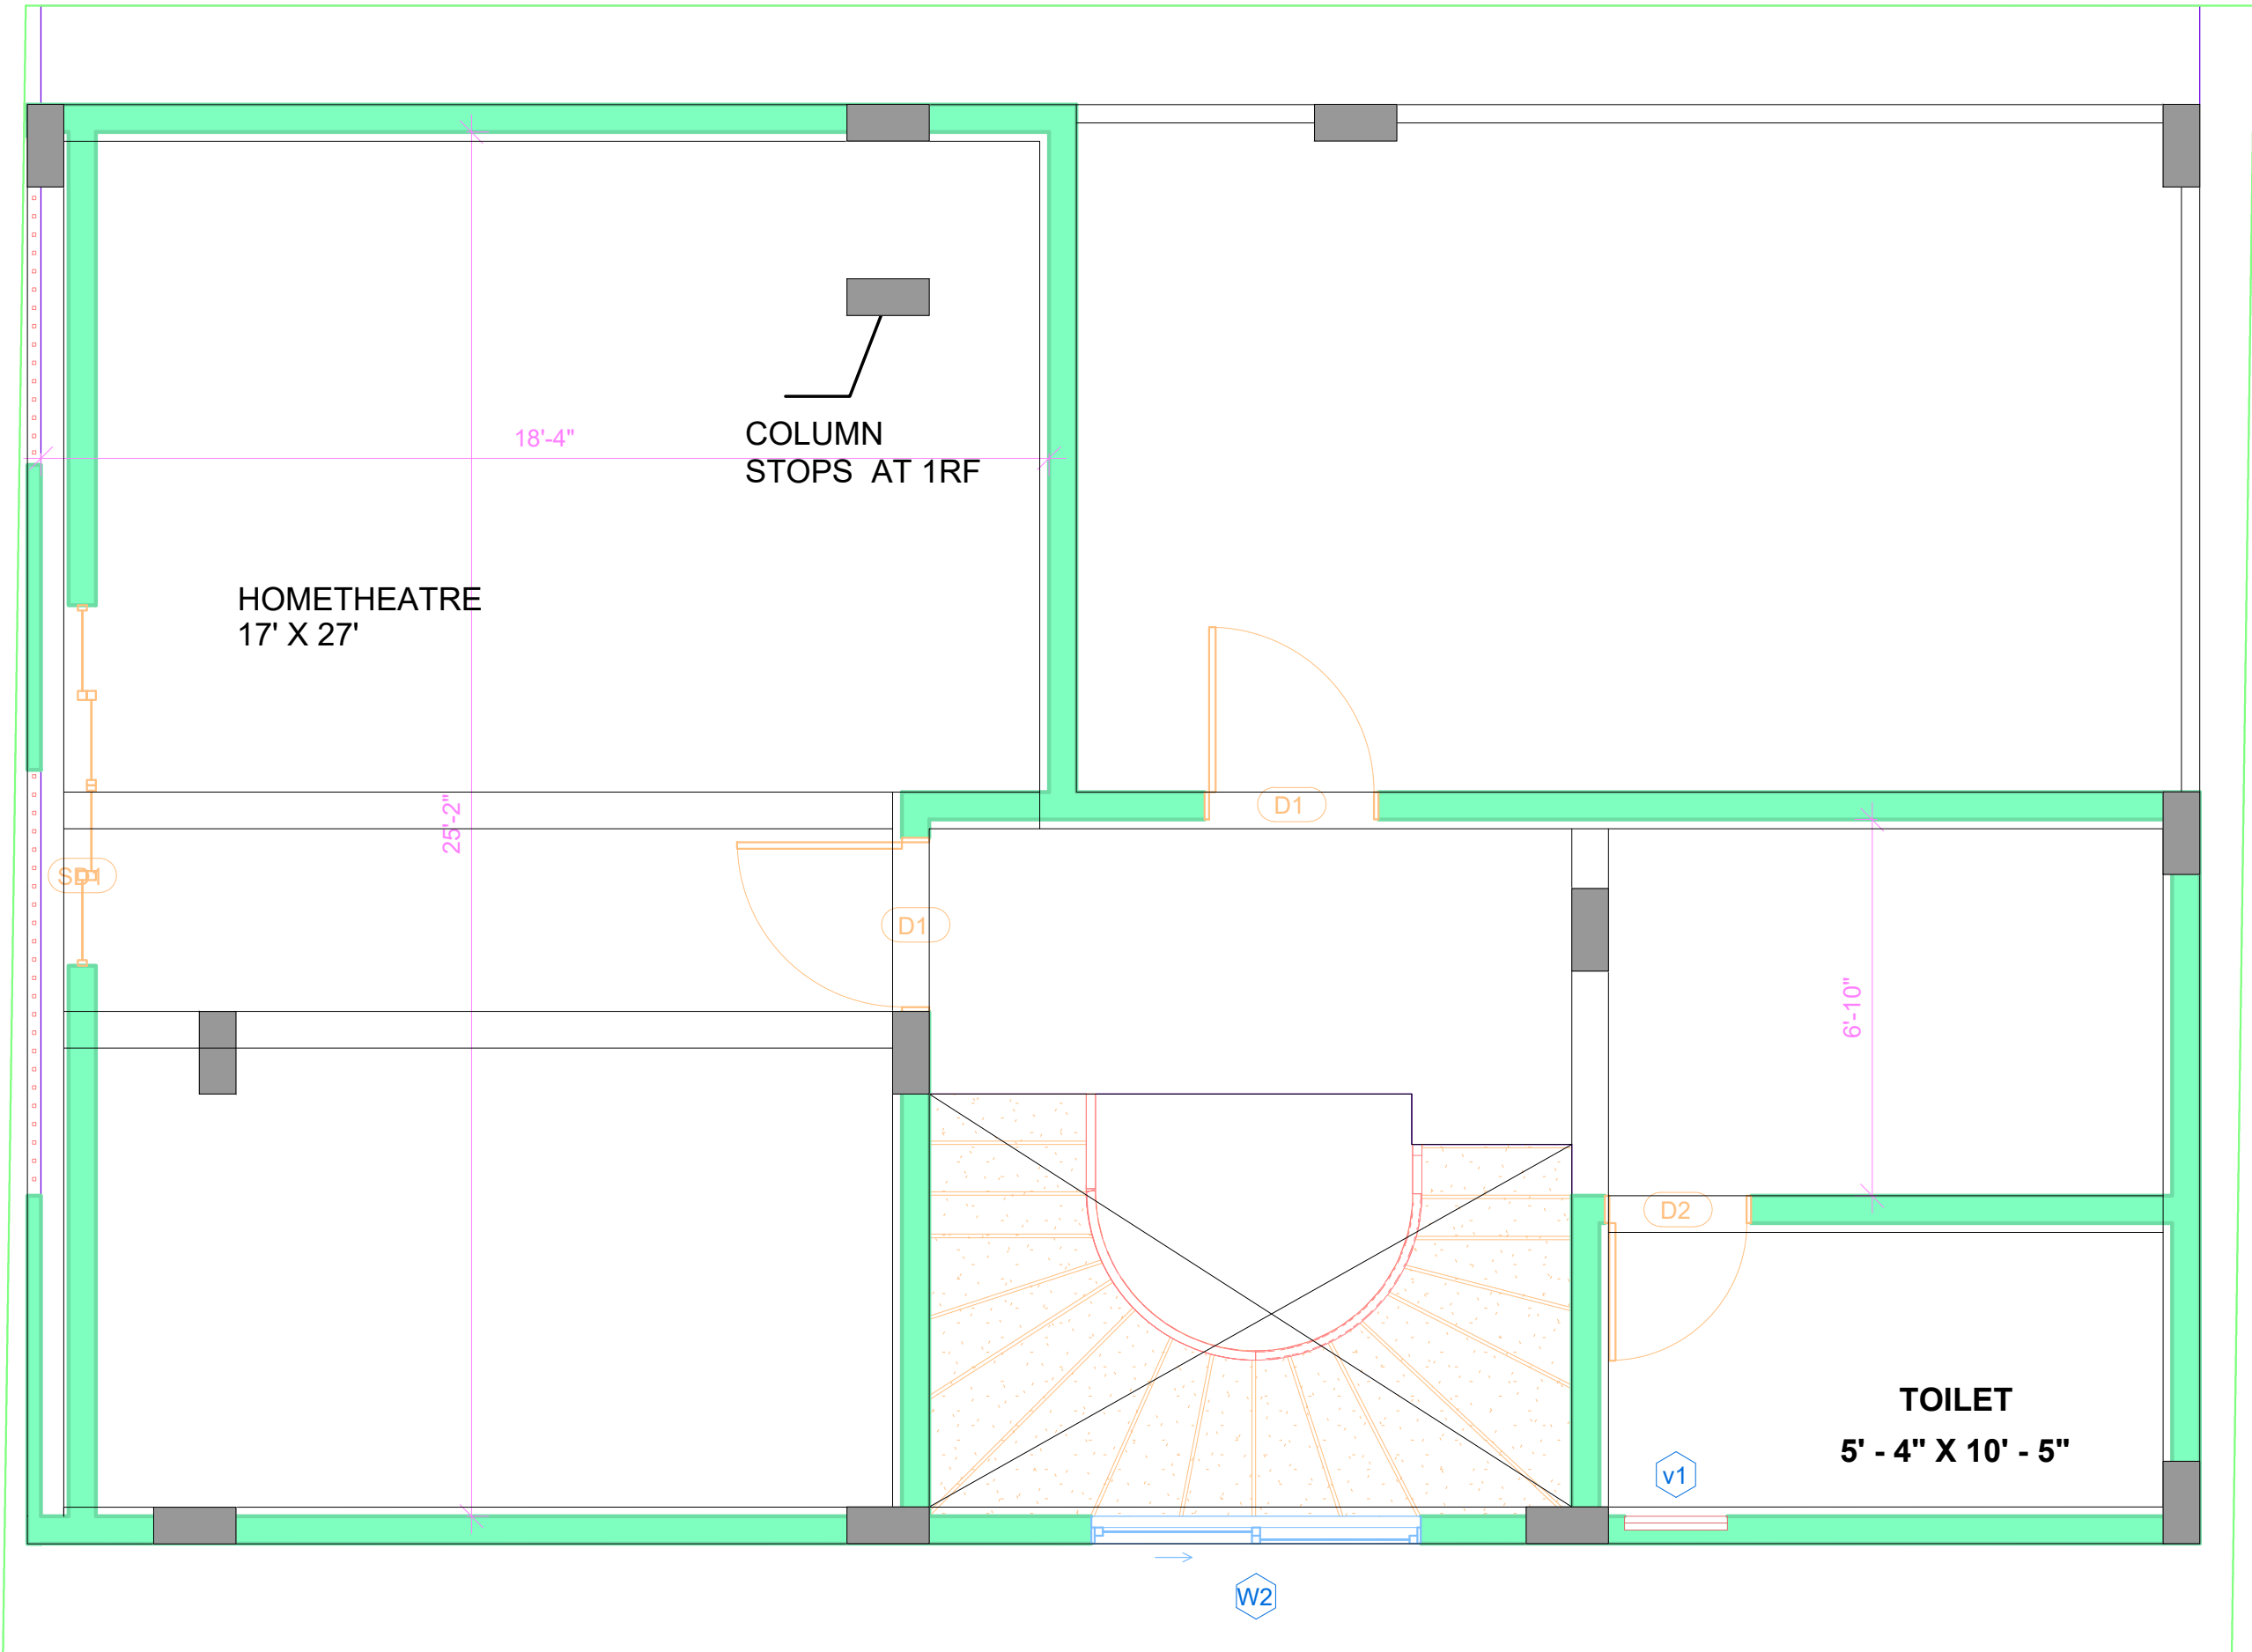 18'-4"
COLUMN
STOPS AT 1RF
HOMETHEATRE
17' X 27'
D1
25'-2"
SD1
D1
6'-10"
D2
TOILET
5' - 4" X 10' - 5"
v1
W2